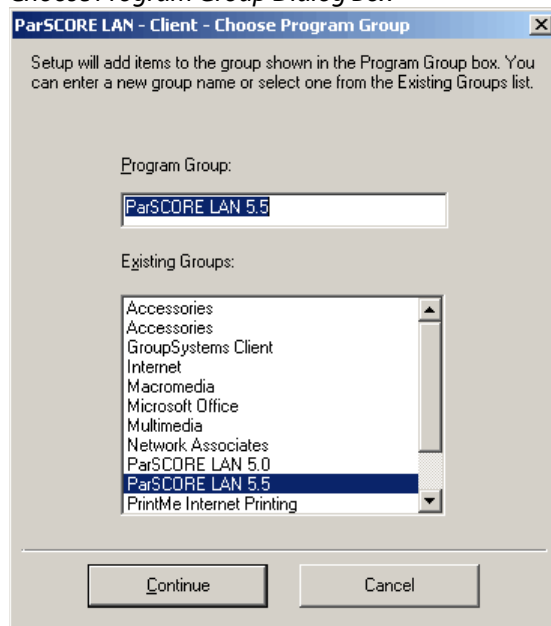 Choose Program Group Dialog Box
ParSCORE LAN - Client - Choose Program Group
Setup will add items to the group shown in the Program Group box. You
can enter a new group name or select one from the Existing Groups list.
Program Group:
ParSCORE LAN 5.5
Existing Groups:
Accessories
Accessories
GroupSystems Client
Internet
Macromedia
Microsoft Office
Multimedia
Network Associates
ParSCORE LAN 5.0
ParSCORE LAN 5.5
PrintMe Internet Printing
Continue Cancel